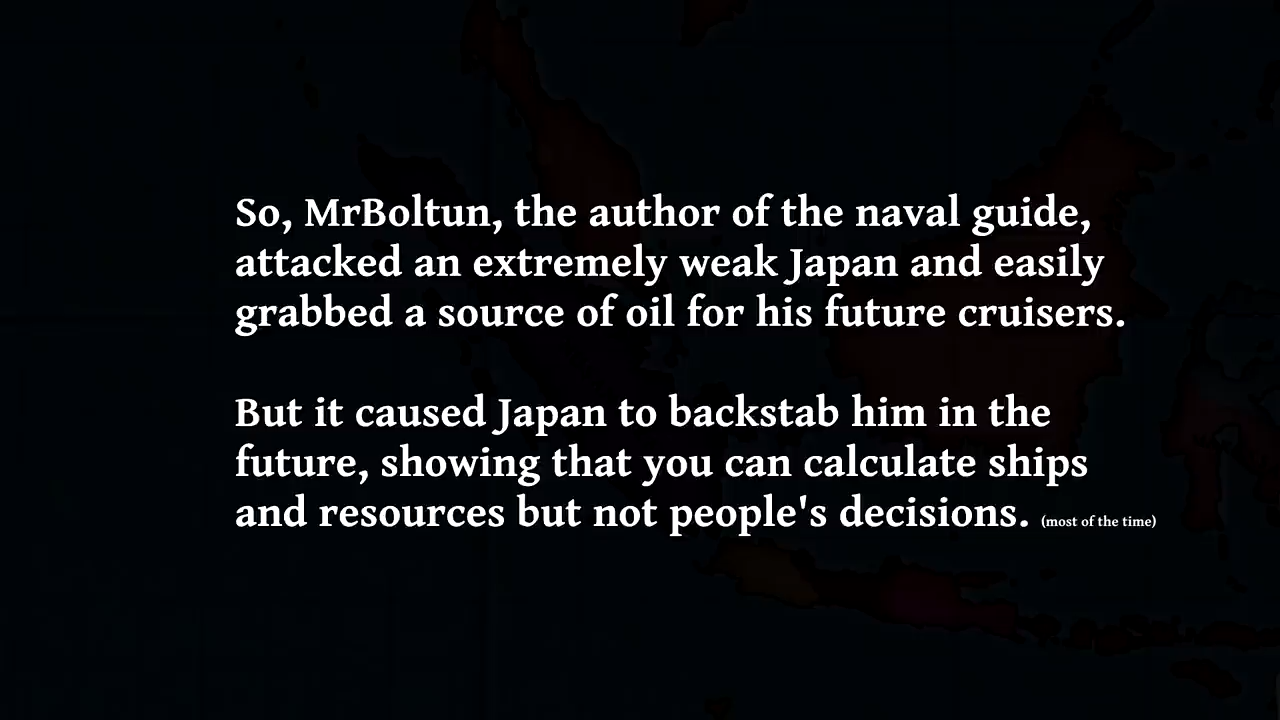 So, MrBoltun, the author of the naval guide,
attacked an extremely weak Japan and easily
grabbed a source of oil for his future cruisers.
But it caused Japan to backstab him in the
future, showing that you can calculate ships
and resources but not people's decisions. (most of the time)